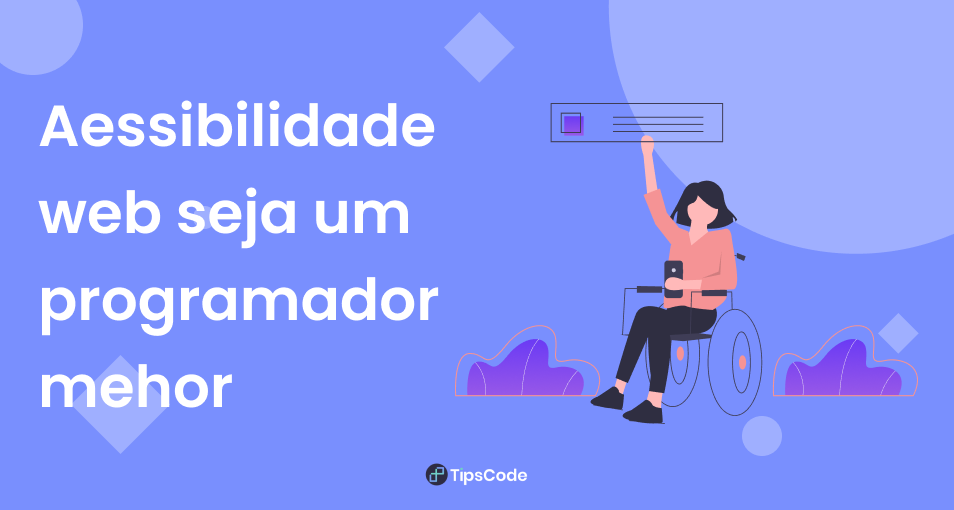 Aessibilidade
web seja um
programador
mehor
TipsCode